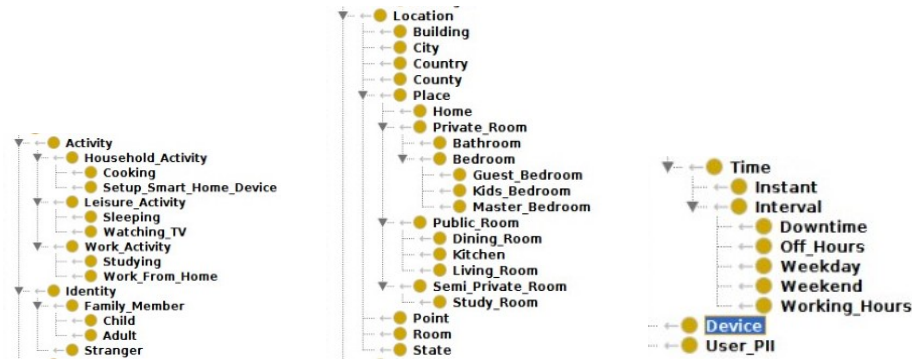 Activity
Household_Activity
Cooking
Setup_Smart_Home_Device
Leisure_Activity
Sleeping
Watching_TV
Work_Activity
Studying
Work_From_Home
Identity
Family_Member
Child
Adult
Stranger
Location
Building
City
Country
County
Place
Home
Private_Room
Bathroom
Bedroom
Guest_Bedroom
Kids_Bedroom
Master_Bedroom
Public_Room
Dining_Room
Kitchen
Living_Room
Semi_Private_Room
Study_Room
Point
Room
State
Time
Instant
Interval
Downtime
Off_Hours
Weekday
Weekend
Working_Hours
Device
User_PII